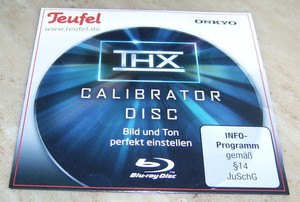 Teufel
www.teufel.de
ONKYO
THX
CALIBRATOR
DISC
Bild und Ton
perfekt einstellen
Blu-ray Disc
INFO-
Programm
gemäß
§14
JuSchG